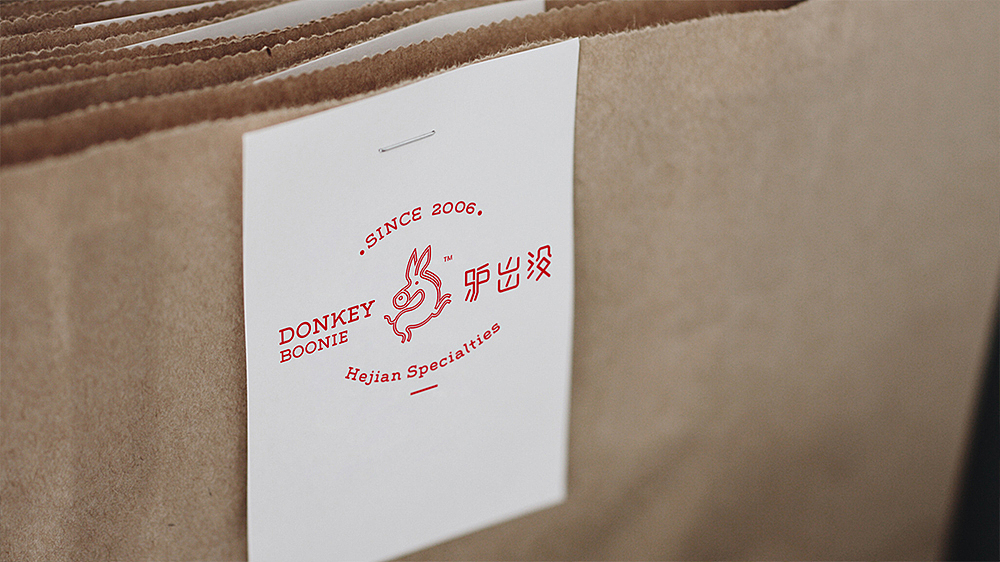 SINCE 2006
DONKEY
BOONIE
TM
驴出没
Hejian Specialties